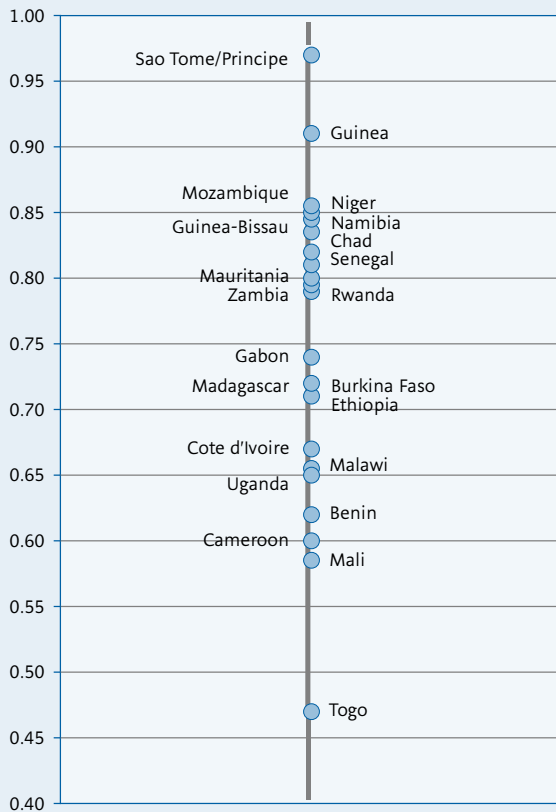 1.00
Sao Tome/Principe
0.95
Guinea
0.90
Mozambique
Niger
0.85
Namibia
Guinea-Bissau
Chad
Senegal
0.80
Mauritania
Zambia
Rwanda
0.75
Gabon
Madagascar
Burkina Faso
Ethiopia
0.70
Cote d'Ivoire
Malawi
0.65
Uganda
Benin
0.60
Cameroon
Mali
0.55
0.50
Togo
0.45
0.40